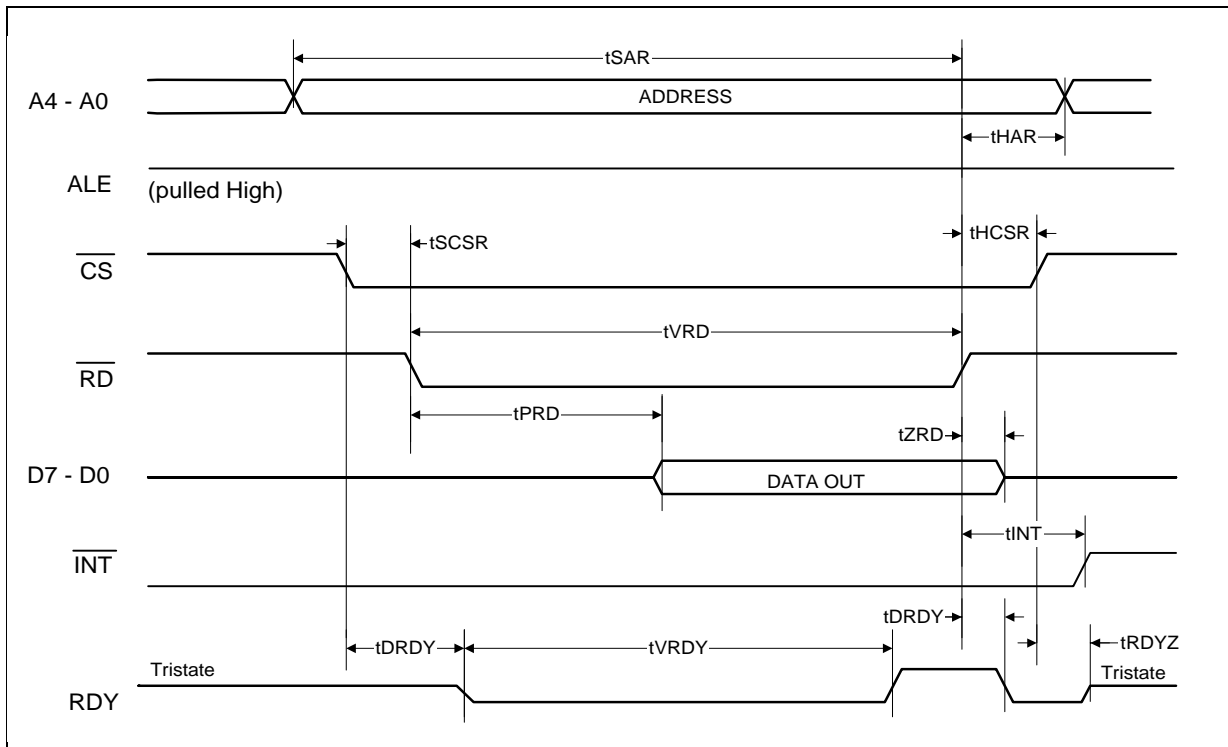 tSAR
A4 - A0
ADDRESS
tHAR
ALE
(pulled High)
tHCSR
tSCSR
CS
tVRD
RD
tPRD
tZRD
D7 - D0
DATA OUT
tINT
INT
tDRDY
tDRDY
tVRDY
tRDYZ
Tristate
Tristate
RDY